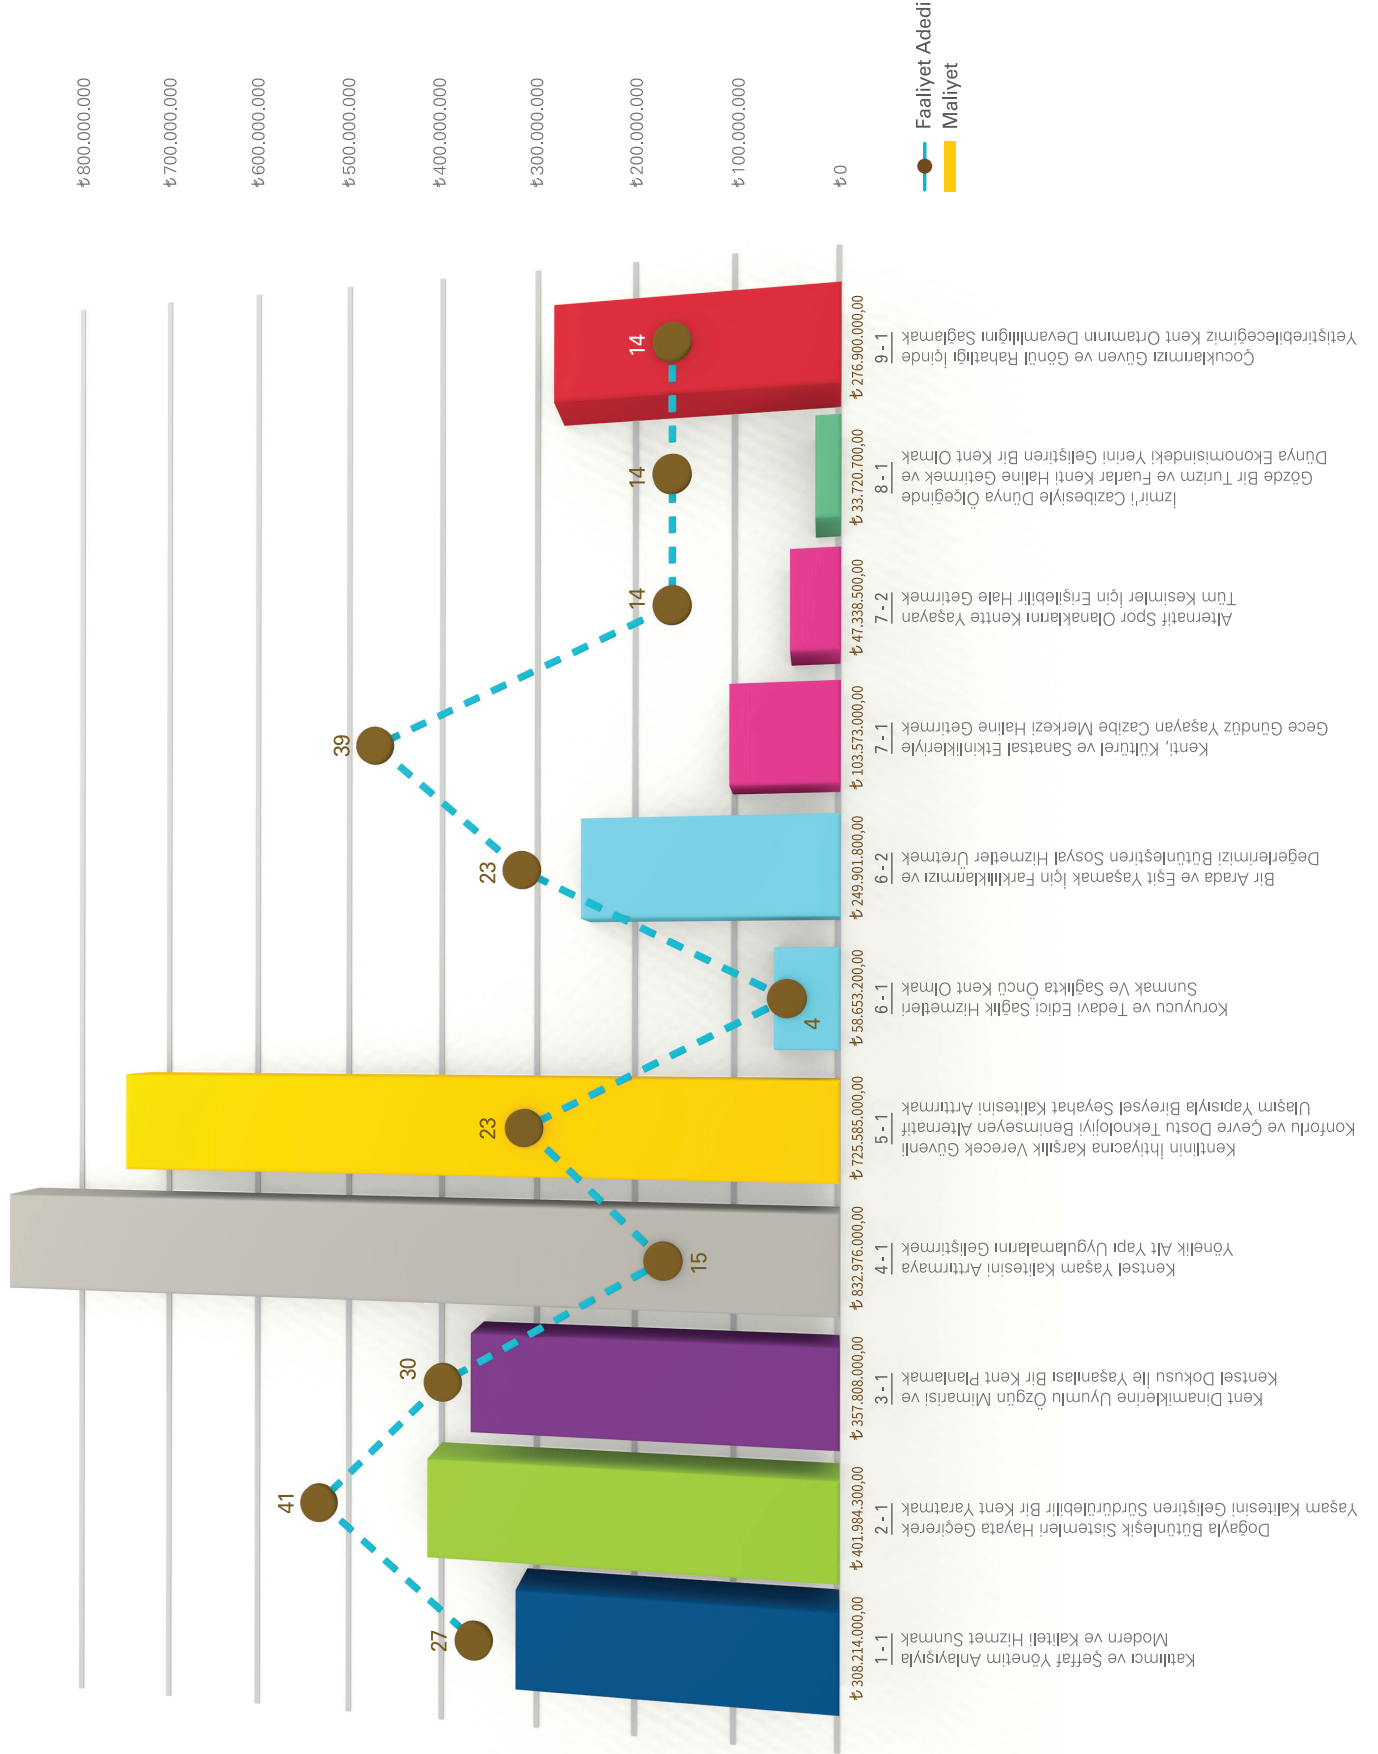 ₺800.000.000
₺700.000.000
₺600.000.000
₺500.000.000
₺400.000.000
₺300.000.000
₺200.000.000
₺100.000.000
₺0
Faaliyet Adedi
Maliyet
27
41
30
15
23
4
23
39
14
14
14
₺308.214.000,00
1 - 1
Katılımcı ve Şeffaf Yönetim Anlayışıyla
Modern ve Kaliteli Hizmet Sunmak
₺401.984.300,00
2 - 1
Doğayla Bütünleşik Sistemleri Hayata Geçirerek
Yaşam Kalitesini Geliştiren Sürdürülebilir Bir Kent Yaratmak
₺357.808.000,00
3 - 1
Kent Dinamiklerine Uyumlu Özgün Mimarisi ve
Kentsel Dokusu İle Yaşanılası Bir Kent Planlamak
₺832.976.000,00
4 - 1
Kentsel Yaşam Kalitesini Arttırmaya
Yönelik Alt Yapı Uygulamalarını Geliştirmek
₺725.585.000,00
5 - 1
Kentlinin İhtiyacına Karşılık Verecek Güvenli
Konforlu ve Çevre Dostu Teknolojiyi Benimseyen Alternatif
Ulaşım Yapısıyla Bireysel Seyahat Kalitesini Arttırmak
₺58.653.200,00
6 - 1
Koruyucu ve Tedavi Edici Sağlık Hizmetleri
Sunmak Ve Sağlıkta Öncü Kent Olmak
₺249.901.800,00
6 - 2
Bir Arada ve Eşit Yaşamak İçin Farklılıklarımızı ve
Değerlerimizi Bütünleştiren Sosyal Hizmetler Üretmek
₺103.573.000,00
7 - 1
Kenti, Kültürel ve Sanatsal Etkinlikleriyle
Gece Gündüz Yaşayan Cazibe Merkezi Haline Getirmek
₺47.338.500,00
7 - 2
Alternatif Spor Olanaklarını Kentte Yaşayan
Tüm Kesimler İçin Erişilebilir Hale Getirmek
₺33.720.700,00
8 - 1
İzmir'i Cazibesiyle Dünya Ölçeğinde
Gözde Bir Turizm ve Fuarlar Kenti Haline Getirmek ve
Dünya Ekonomisindeki Yerini Geliştiren Bir Kent Olmak
₺276.900.000,00
9 - 1
Çocuklarımızı Güven ve Gönül Rahatlığı İçinde
Yetiştirebileceğimiz Kent Ortamının Devamlılığını Sağlamak